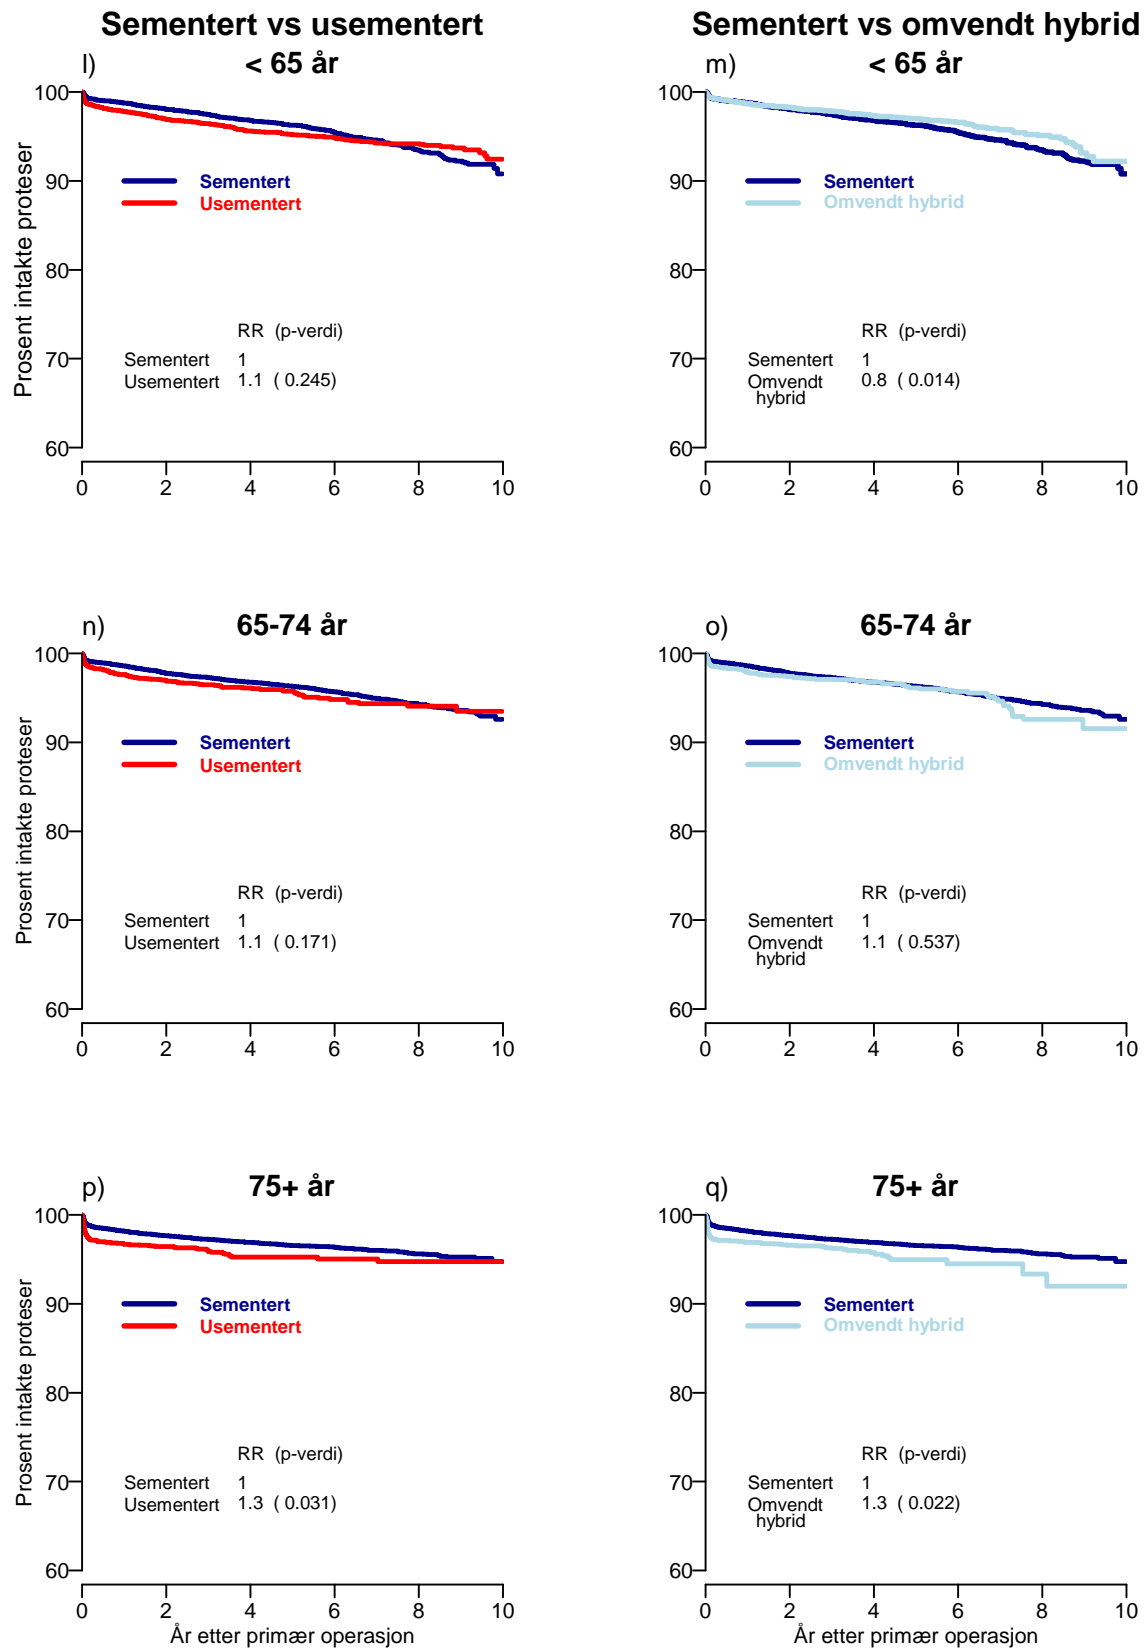 Sementert vs usementert
l) < 65 år
100
90
80
70
60
Prosent intakte proteser
Sementert
Usementert
RR (p-verdi)
Sementert 1
Usementert 1.1 ( 0.245)
0 2 4 6 8 10
Sementert vs omvendt hybrid
m) < 65 år
100
90
80
70
60
Sementert
Omvendt hybrid
RR (p-verdi)
Sementert 1
Omvendt 0.8 ( 0.014)
hybrid
0 2 4 6 8 10
n) 65-74 år
100
90
80
70
60
Prosent intakte proteser
Sementert
Usementert
RR (p-verdi)
Sementert 1
Usementert 1.1 ( 0.171)
0 2 4 6 8 10
o) 65-74 år
100
90
80
70
60
Sementert
Omvendt hybrid
RR (p-verdi)
Sementert 1
Omvendt 1.1 ( 0.537)
hybrid
0 2 4 6 8 10
p) 75+ år
100
90
80
70
60
Prosent intakte proteser
Sementert
Usementert
RR (p-verdi)
Sementert 1
Usementert 1.3 ( 0.031)
0 2 4 6 8 10
År etter primær operasjon
q) 75+ år
100
90
80
70
60
Sementert
Omvendt hybrid
RR (p-verdi)
Sementert 1
Omvendt 1.3 ( 0.022)
hybrid
0 2 4 6 8 10
År etter primær operasjon